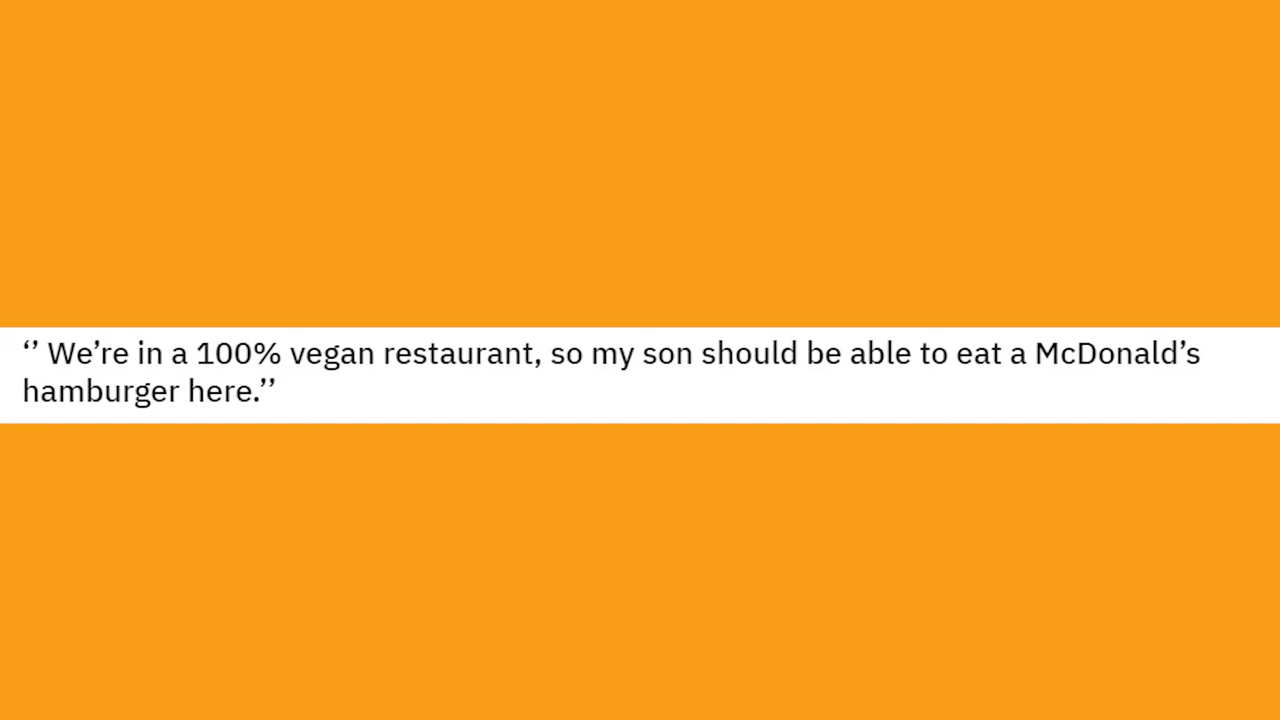 ‘’ We’re in a 100% vegan restaurant, so my son should be able to eat a McDonald’s
hamburger here.’’